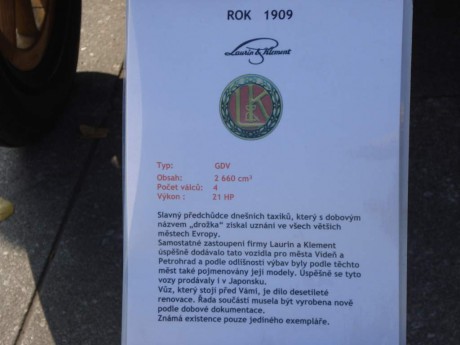 ROK 1909
Laurin & Klement
L&K
Typ: GDV
Obsah: 2 660 cm³
Počet válců: 4
Výkon : 21 HP
Slavný předchůdce dnešních taxíků, který s dobovým
názvem „drožka" získal uznání ve všech větších
městech Evropy.
Samostatné zastoupení firmy Laurin a Klement
úspěšně dodávalo tato vozidla pro města Vídeň a
Petrohrad a podle odlišností výbav byly podle těchto
měst také pojmenovány její modely. Úspěšně se tyto
vozy prodávaly i v Japonsku.
Vůz, který stojí před Vámi, je dílo desetileté
renovace. Řada součástí musela být vyrobena nově
podle dobové dokumentace.
Známá existence pouze jediného exempláře.